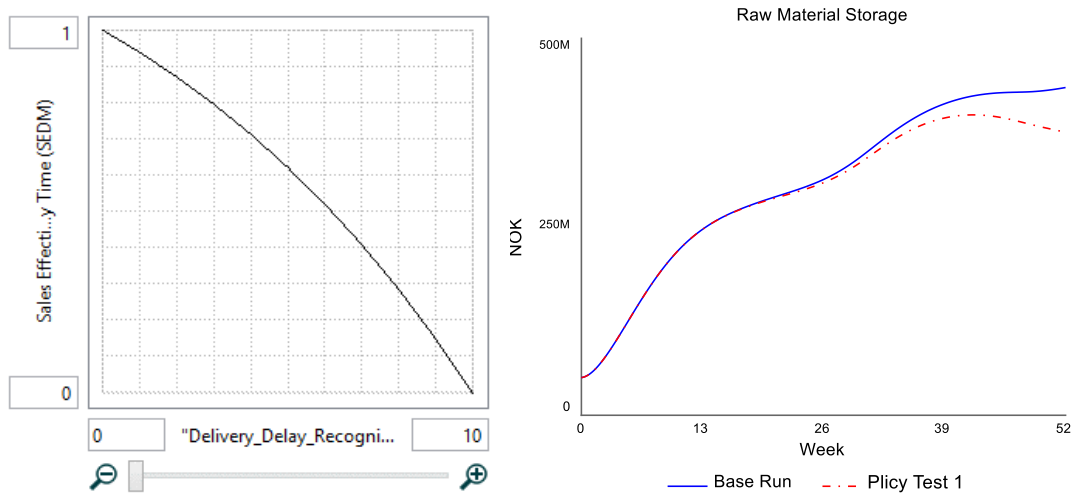 1
Sales Effecti...y Time (SEDM)
0
0
"Delivery_Delay_Recogni...
10
Raw Material Storage
500M
250M
0
NOK
0 13 26 39 52
Week
Base Run
Plicy Test 1